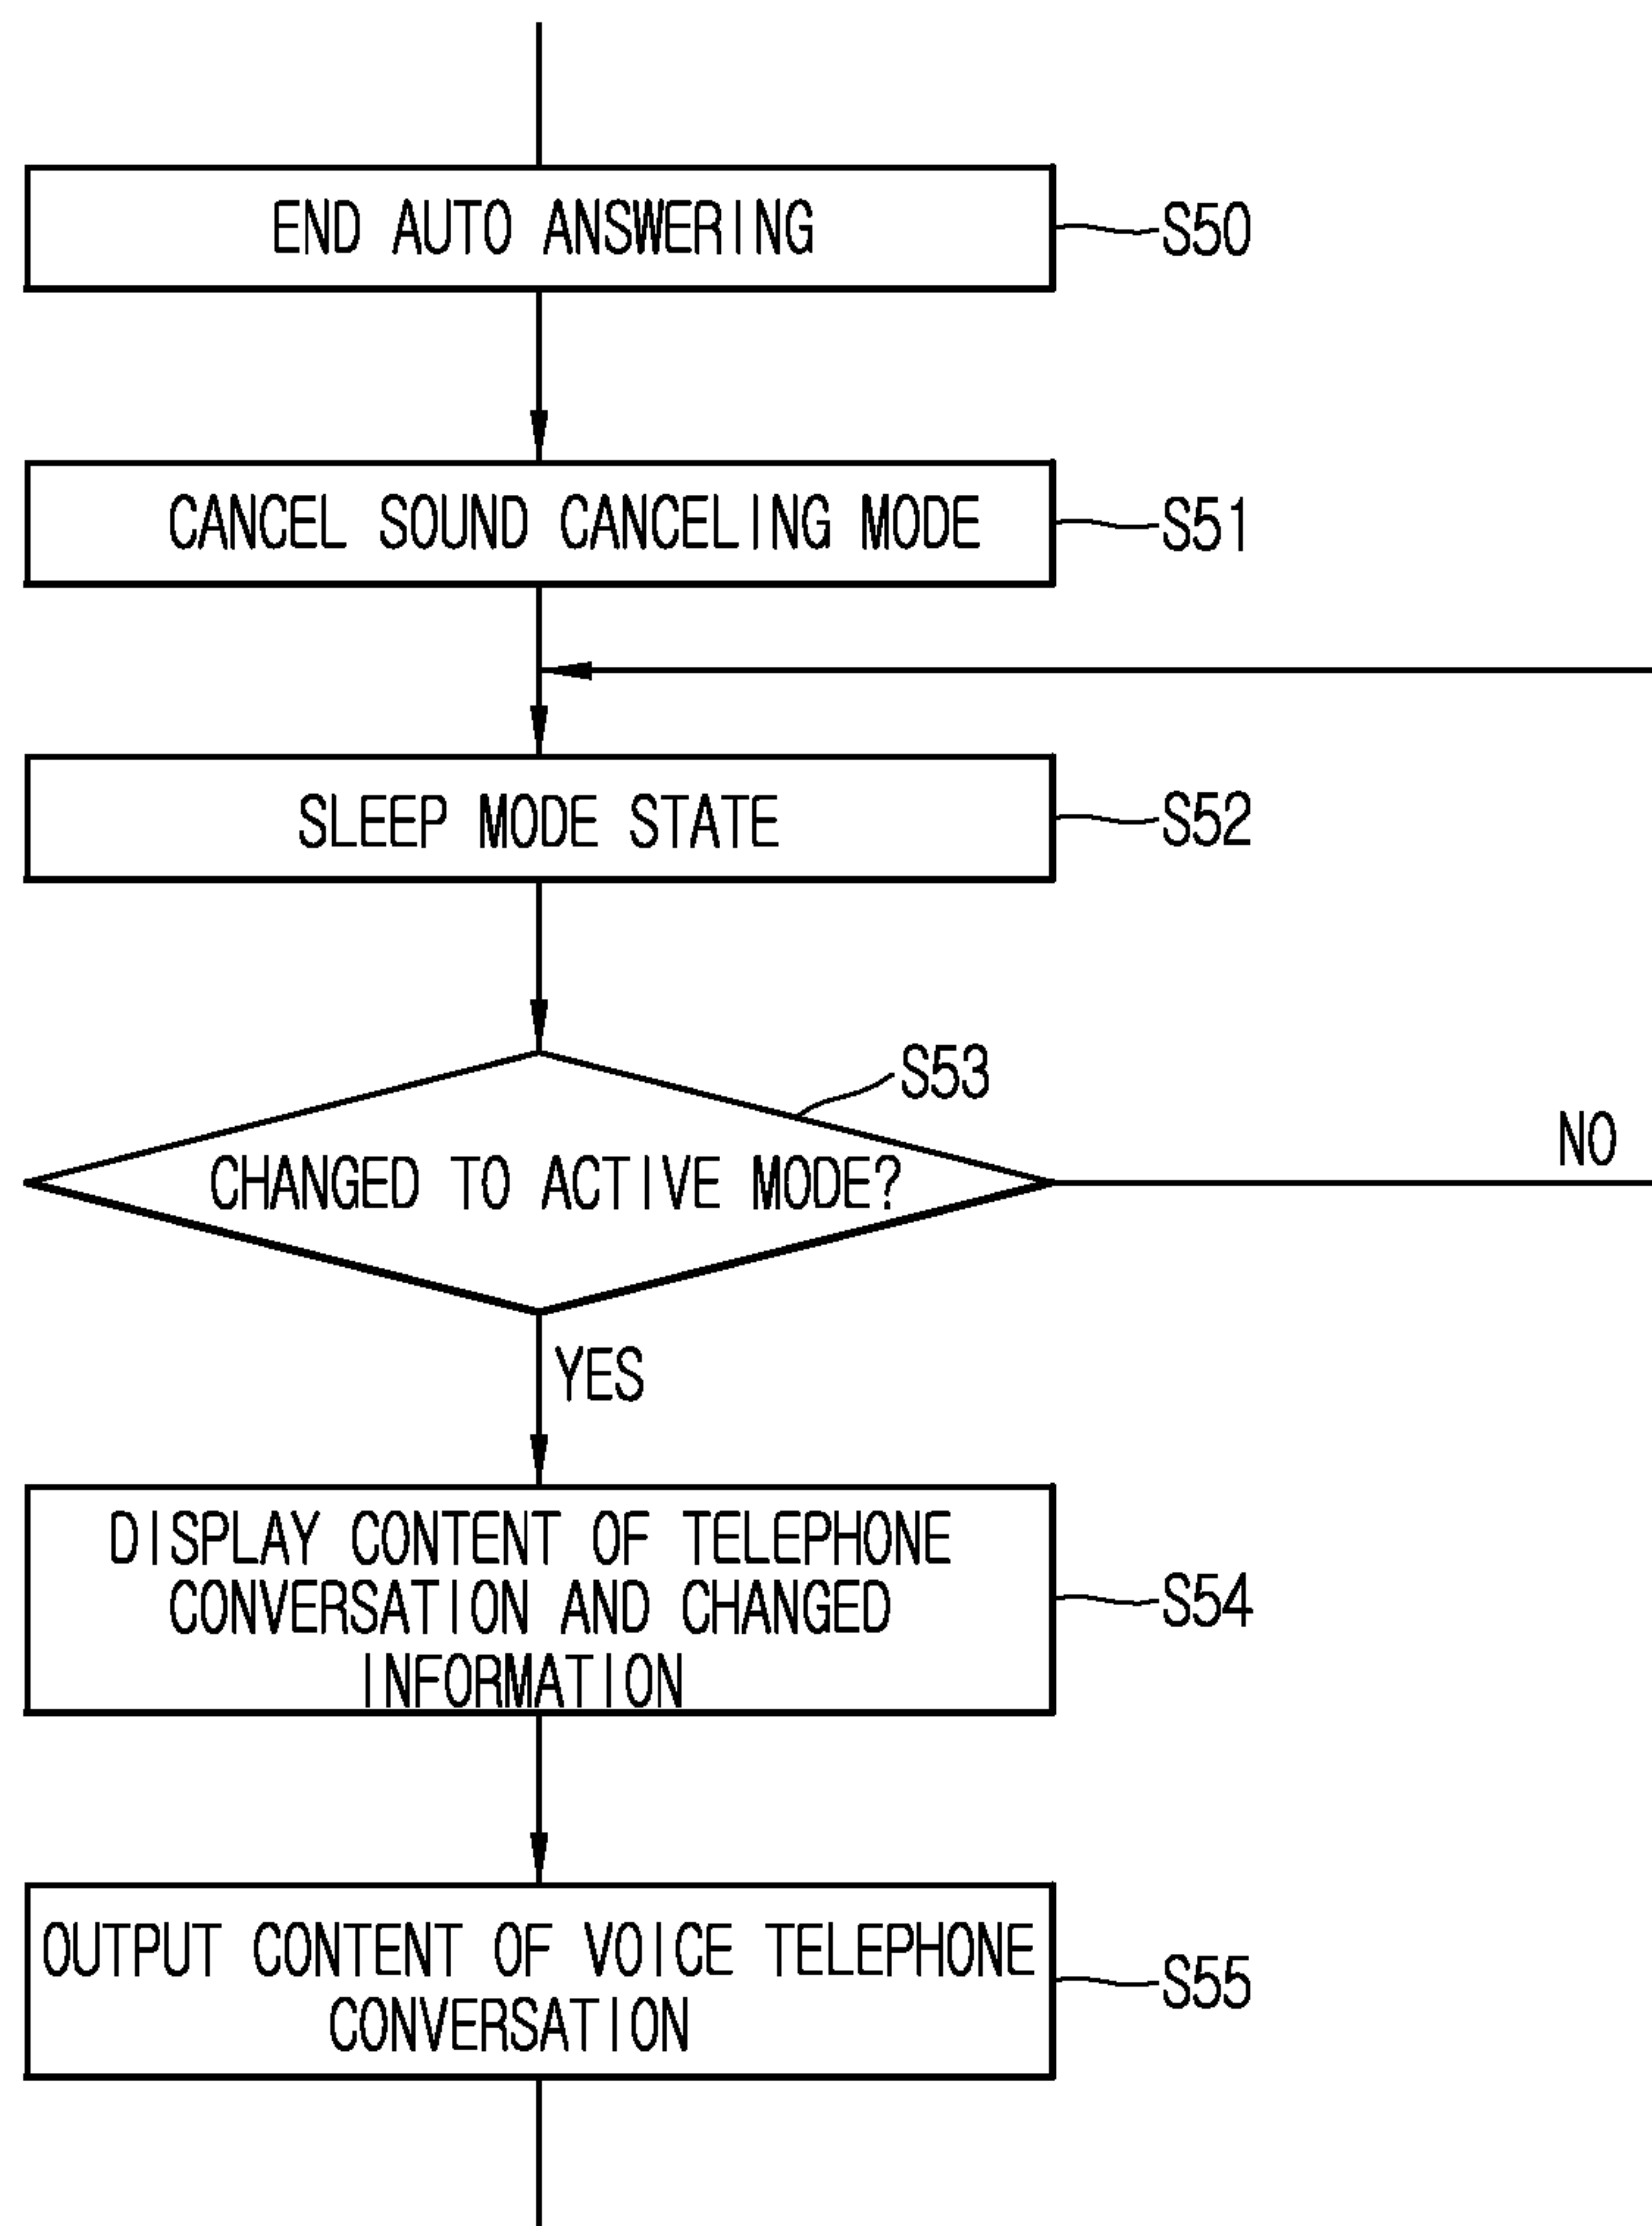 END AUTO ANSWERING
S50
CANCEL SOUND CANCELING MODE
S51
SLEEP MODE STATE
S52
S53
CHANGED TO ACTIVE MODE?
NO
YES
DISPLAY CONTENT OF TELEPHONE
CONVERSATION AND CHANGED
INFORMATION
S54
OUTPUT CONTENT OF VOICE TELEPHONE
CONVERSATION
S55